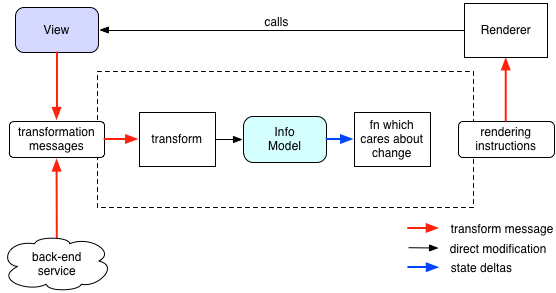 calls
View
Renderer
transformation
messages
transform
Info
Model
fn which
cares about
change
rendering
instructions
back-end
service
transform message
direct modification
state deltas